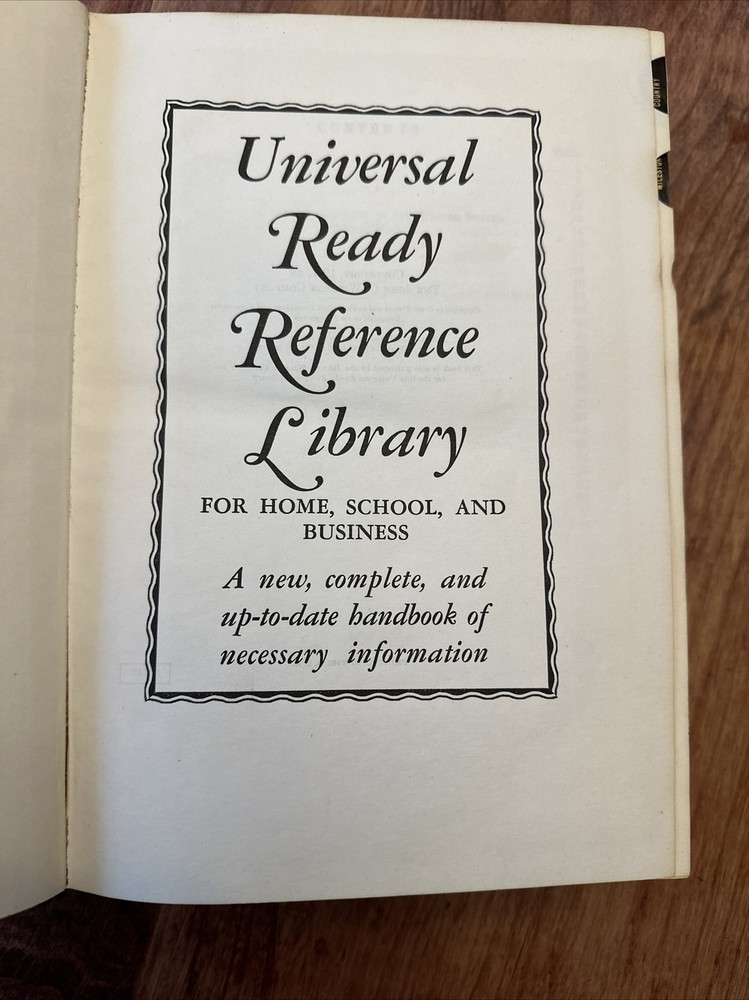 Universal
Ready
Reference
Library
FOR HOME, SCHOOL, AND
BUSINESS
A new, complete, and
up-to-date handbook of
necessary information
COUNTRY